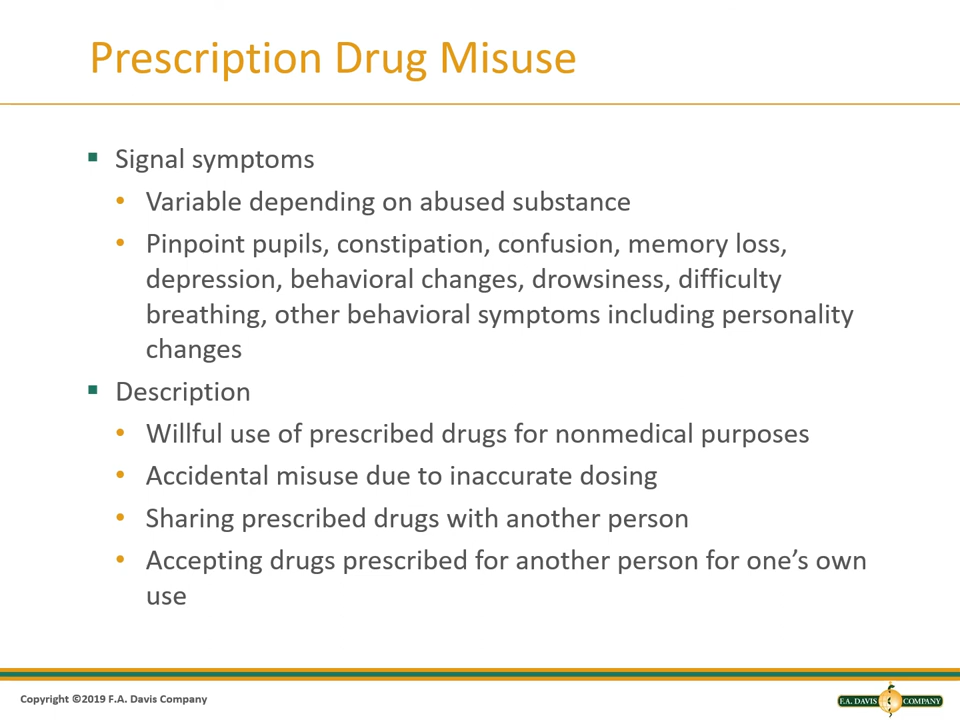 Prescription Drug Misuse
Signal symptoms
Variable depending on abused substance
Pinpoint pupils, constipation, confusion, memory loss,
depression, behavioral changes, drowsiness, difficulty
breathing, other behavioral symptoms including personality
changes
Description
Willful use of prescribed drugs for nonmedical purposes
Accidental misuse due to inaccurate dosing
Sharing prescribed drugs with another person
Accepting drugs prescribed for another person for one’s own
use
Copyright ©2019 F.A. Davis Company
F.A. DAVIS COMPANY